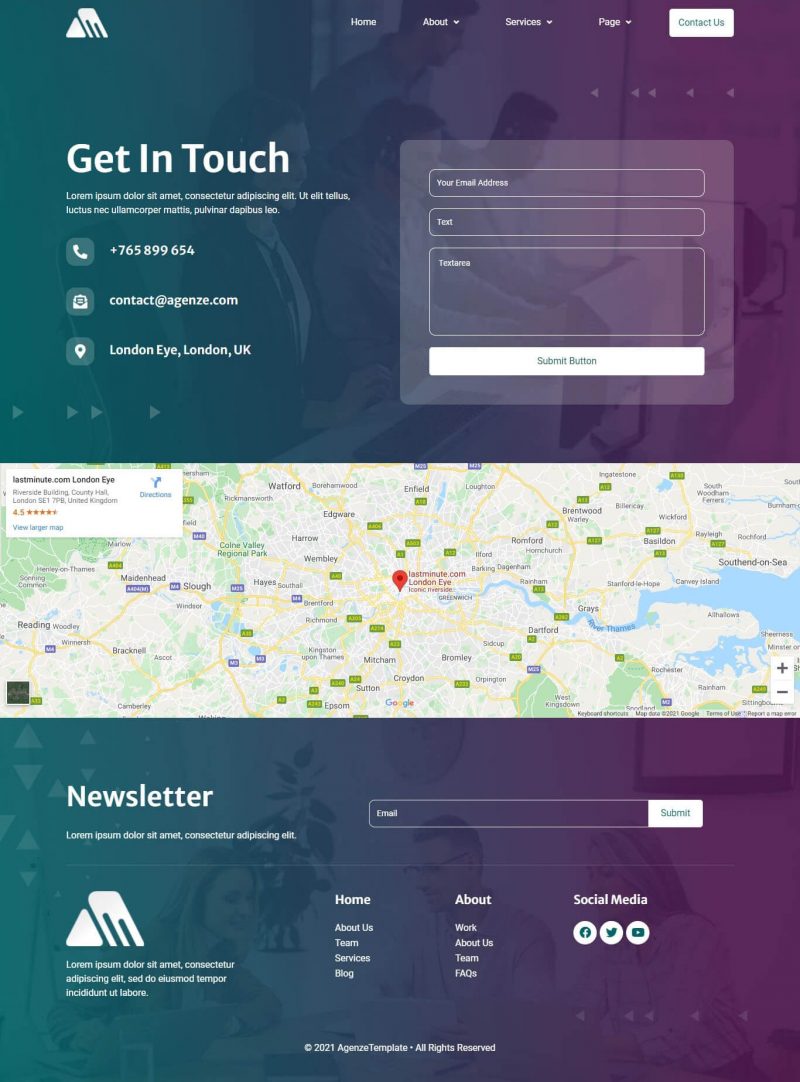 Home
About
Services
Page
Contact Us
Get In Touch
Lorem ipsum dolor sit amet, consectetur adipiscing elit. Ut elit tellus,
luctus nec ullamcorper mattis, pulvinar dapibus leo.
+765 899 654
contact@agenze.com
London Eye, London, UK
Your Email Address
Text
Textarea
Submit Button
lastminute.com London Eye
Riverside Building, County Hall,
London SE1 7PB, United Kingdom
4.5
View larger map
Directions
Watford
Borehamwood
Enfield
Loughton
Ingatestone
South
Woodham
Ferrers
Rickmansworth
Edgware
Brentwood
Billericay
Wickford
Marlow
Colne Valley
Regional Park
Harrow
Romford
Hornchurch
Basildon
Rayleigh
Rochford
Henley-on-Thames
Wembley
Ilford
Southend-on-Sea
Sonning
Common
Maidenhead
Slough
Hayes
Southall
lastminute.com
London Eye
Iconic riverside
Barking
Dagenham
Stanford-le-Hope
Canvey Island
Windsor
Brentford
GREENWICH
Grays
Reading
Woodley
Richmond
River Thames
Allhallows
Winnersh
Dartford
Sheerness
Bracknell
Ascot
Kingston
upon Thames
Sidcup
Minster on
Mitcham
Bromley
Croydon
Rochester
Sutton
Orpington
Rainham
Camberley
Epsom
West
Kingsdown
Sittingbou
Google
Keyboard shortcuts
Map data ©2021 Google
Terms of Use
Report a map error
Newsletter
Lorem ipsum dolor sit amet, consectetur adipiscing elit.
Email
Submit
Lorem ipsum dolor sit amet, consectetur
adipiscing elit, sed do eiusmod tempor
incididunt ut labore.
Home
About Us
Team
Services
Blog
About
Work
About Us
Team
FAQs
Social Media
© 2021 AgenzeTemplate • All Rights Reserved